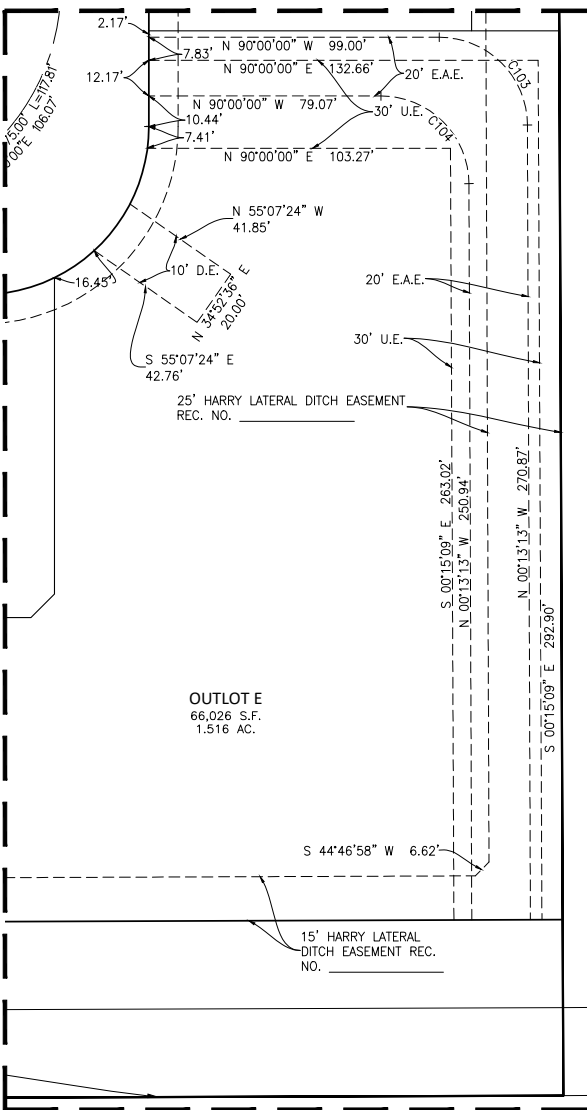 2.17'
7.83'
N 90°00'00" W 99.00'
C103
12.17'
N 90°00'00" E 132.66'
20' E.A.E.
75.00' L=117.81'
0'00"E 106.07'
N 90°00'00" W 79.07'
30' U.E.
10.44'
C104
7.41'
N 90°00'00" E 103.27'
N 55°07'24" W
41.85'
10' D.E.
16.45'
N 34°52'36" E
20.00'
20' E.A.E.
30' U.E.
S 55°07'24" E
42.76'
25' HARRY LATERAL DITCH EASEMENT
REC. NO.
S 00°15'09" E 263.02'
N 00°13'13" W 250.94'
N 00°13'13" W 270.87'
S 00°15'09" E 292.90'
OUTLOT E
66,026 S.F.
1.516 AC.
S 44°46'58" W 6.62'
15' HARRY LATERAL
DITCH EASEMENT REC.
NO.